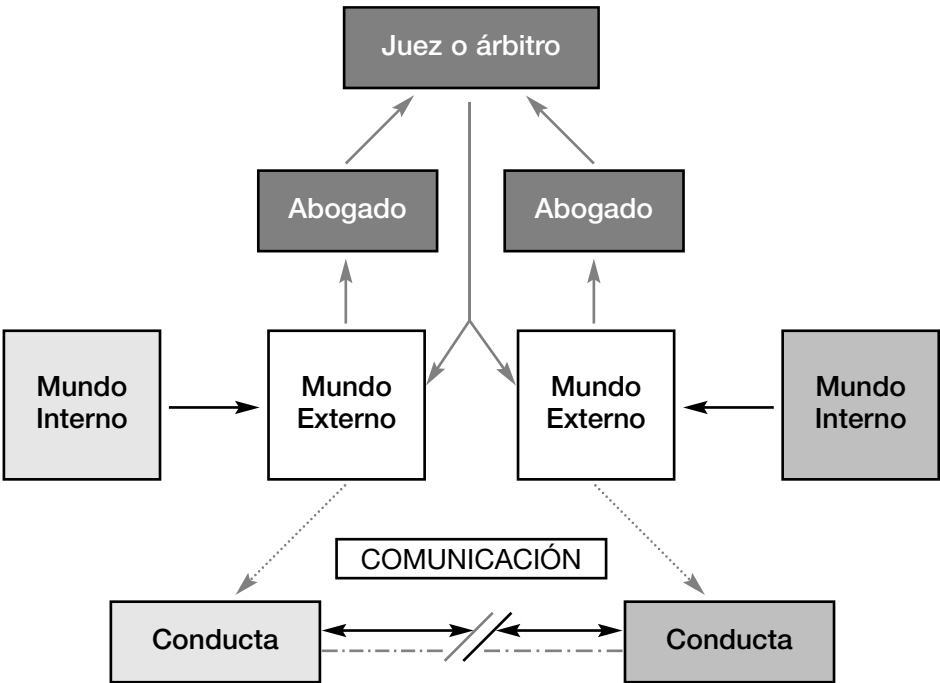 Juez o árbitro
Abogado
Abogado
Mundo
Interno
Mundo
Externo
Mundo
Externo
Mundo
Interno
COMUNICACIÓN
Conducta
Conducta